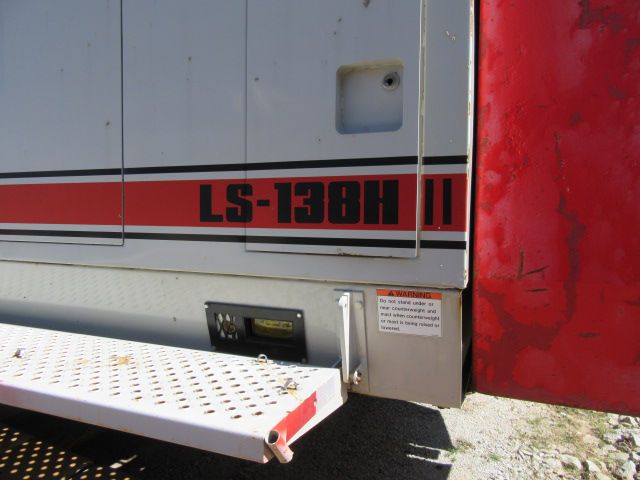 LS-138H II
WARNING
Do not stand under or
near counterweight and
mast when counterweight
or mast is being raised or
lowered.